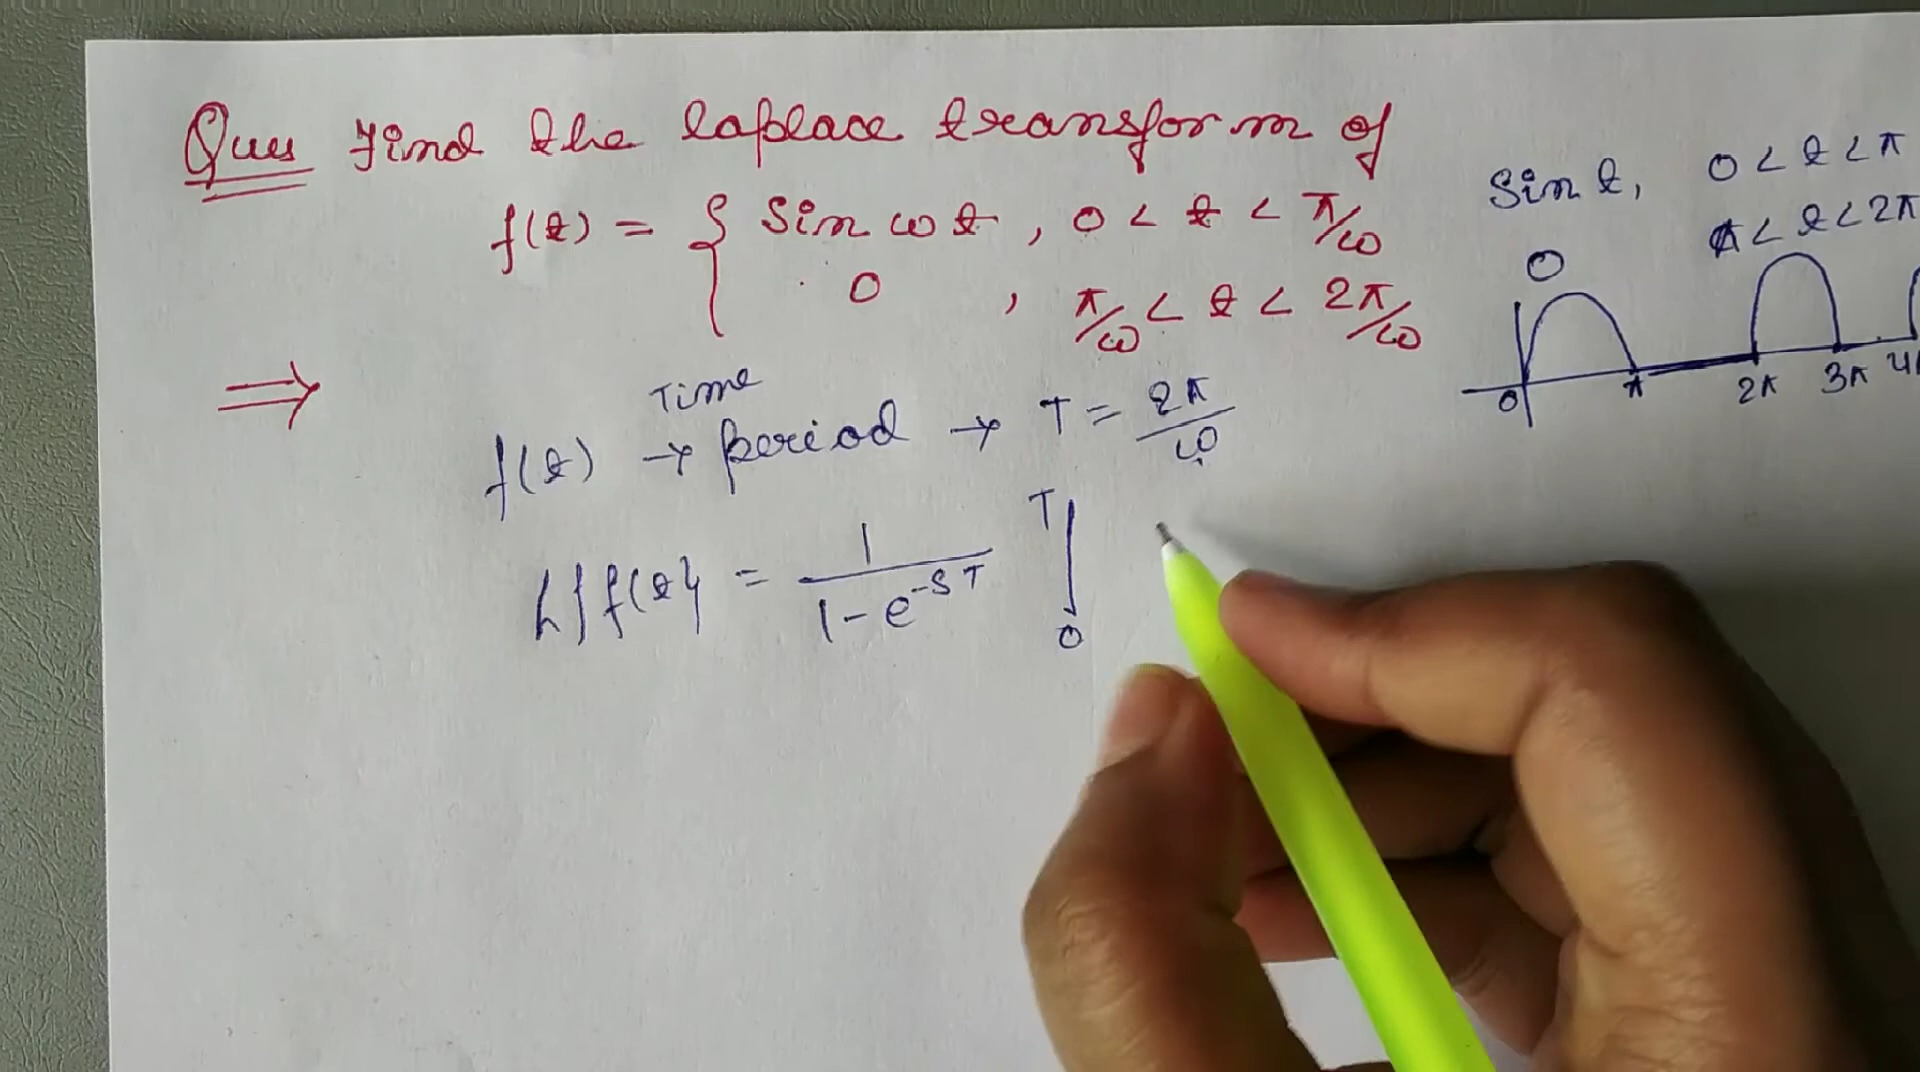 Ques Find the laplace transform of
f(t) = { Sin ωt , 0 < t < π/ω
0 , π/ω < t < 2π/ω
Sin t, 0 < t < π
0 π < t < 2π
0 π 2π 3π 4π
⇒
Time
f(t) → period → T = 2π/ω
L{f(t)} = 1/(1-e^-ST) ∫ T 0